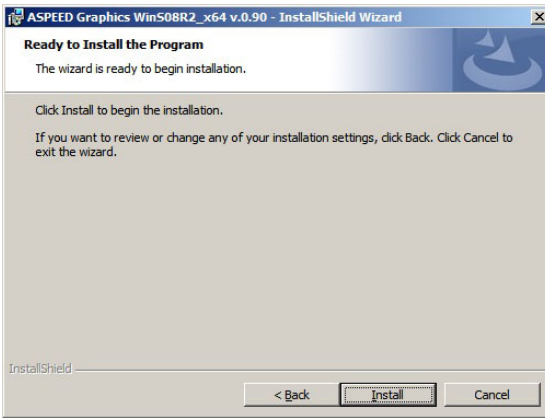 ASPEED Graphics WinS08R2_x64 v.0.90 - InstallShield Wizard
Ready to Install the Program
The wizard is ready to begin installation.
Click Install to begin the installation.
If you want to review or change any of your installation settings, click Back. Click Cancel to
exit the wizard.
InstallShield
< Back Install Cancel